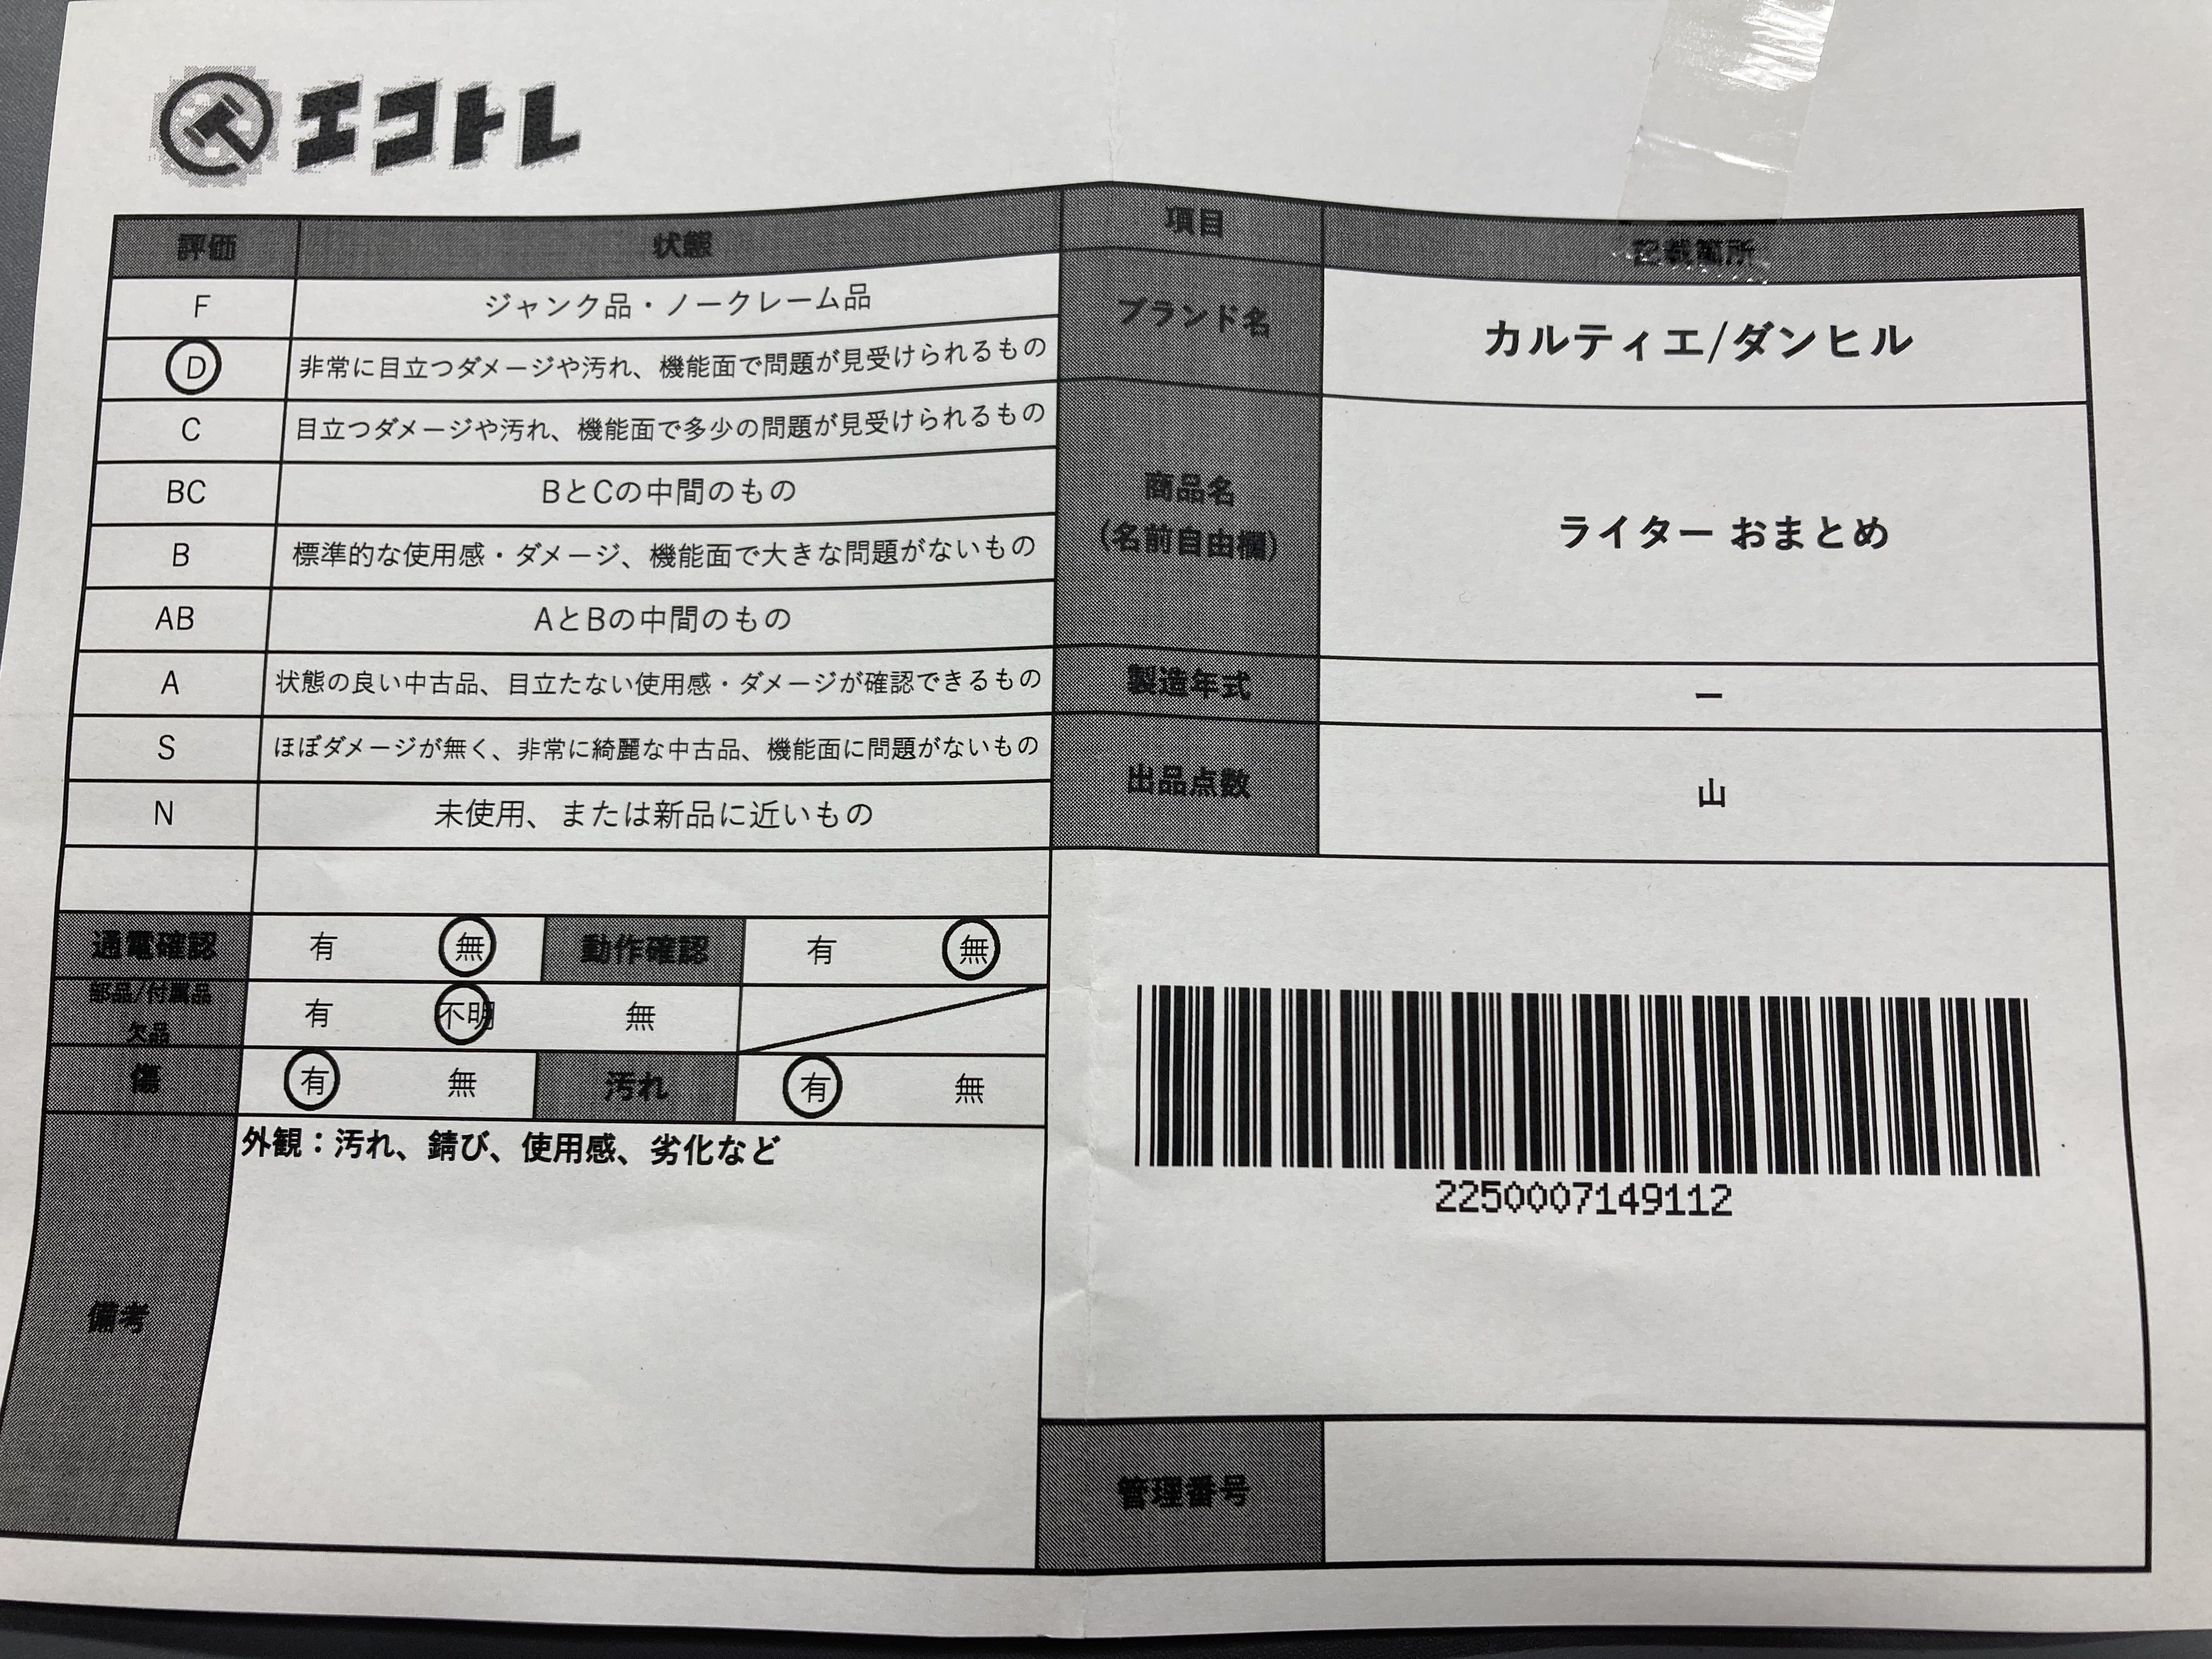 エコトレ
評価 状態
F ジャンク品・ノークレーム品
D 非常に目立つダメージや汚れ、機能面で問題が見受けられるもの
C 目立つダメージや汚れ、機能面で多少の問題が見受けられるもの
BC BとCの中間のもの
B 標準的な使用感・ダメージ、機能面で大きな問題がないもの
AB AとBの中間のもの
A 状態の良い中古品、目立たない使用感・ダメージが確認できるもの
S ほぼダメージが無く、非常に綺麗な中古品、機能面に問題がないもの
N 未使用、または新品に近いもの
通電確認 有 無 動作確認 有 無
部品/付属品
欠品 有 不明 無
傷 有 無 汚れ 有 無
備考 外観：汚れ、錆び、使用感、劣化など
項目 記載箇所
ブランド名 カルティエ/ダンヒル
商品名
(名前自由欄) ライター おまとめ
製造年式 ー
出品点数 山
2250007149112
管理番号